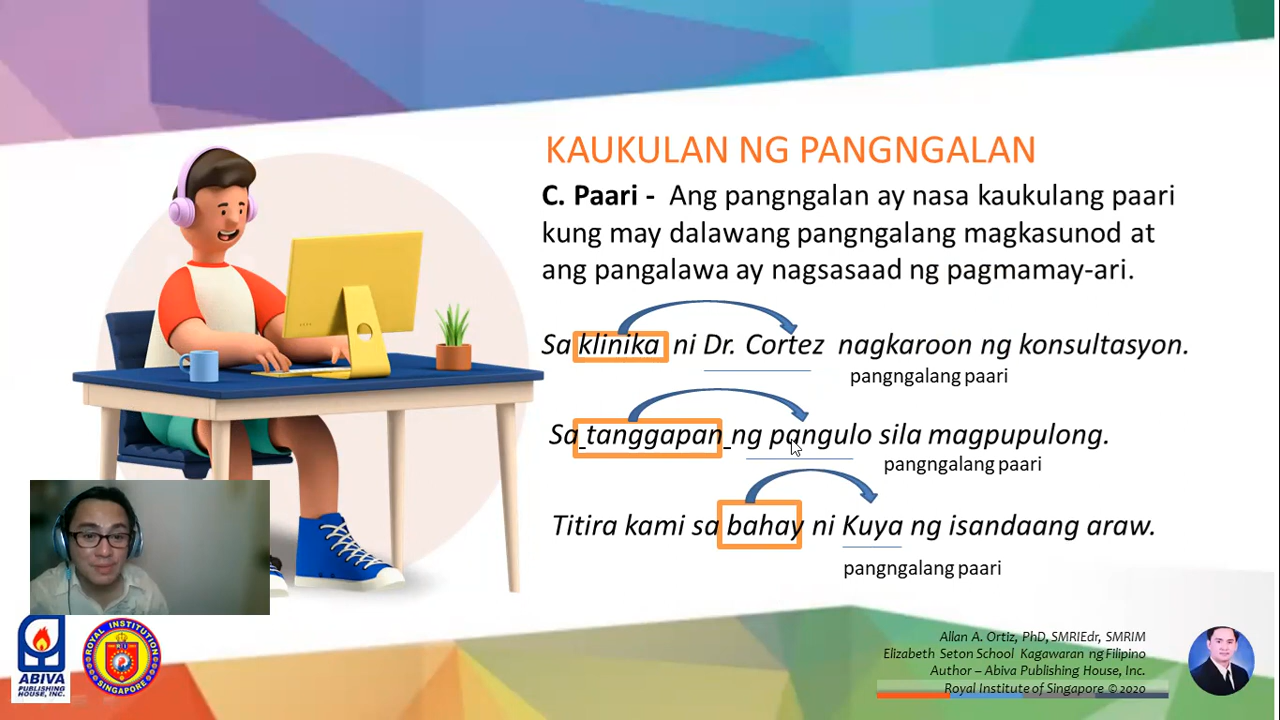 KAUKULAN NG PANGNGALAN
C. Paari - Ang pangngalan ay nasa kaukulang paari
kung may dalawang pangngalang magkasunod at
ang pangalawa ay nagsasaad ng pagmamay-ari.
Sa klinika ni Dr. Cortez nagkaroon ng konsultasyon.
pangngalang paari
Sa tanggapan ng pangulo sila magpupulong.
pangngalang paari
Titira kami sa bahay ni Kuya ng isandaang araw.
pangngalang paari
ABIVA
PUBLISHING
HOUSE, INC.
ROYAL INSTITUTION
SINGAPORE
Allan A. Ortiz, PhD, SMRIEdr, SMRIM
Elizabeth Seton School Kagawaran ng Filipino
Author – Abiva Publishing House, Inc.
Royal Institute of Singapore © 2020